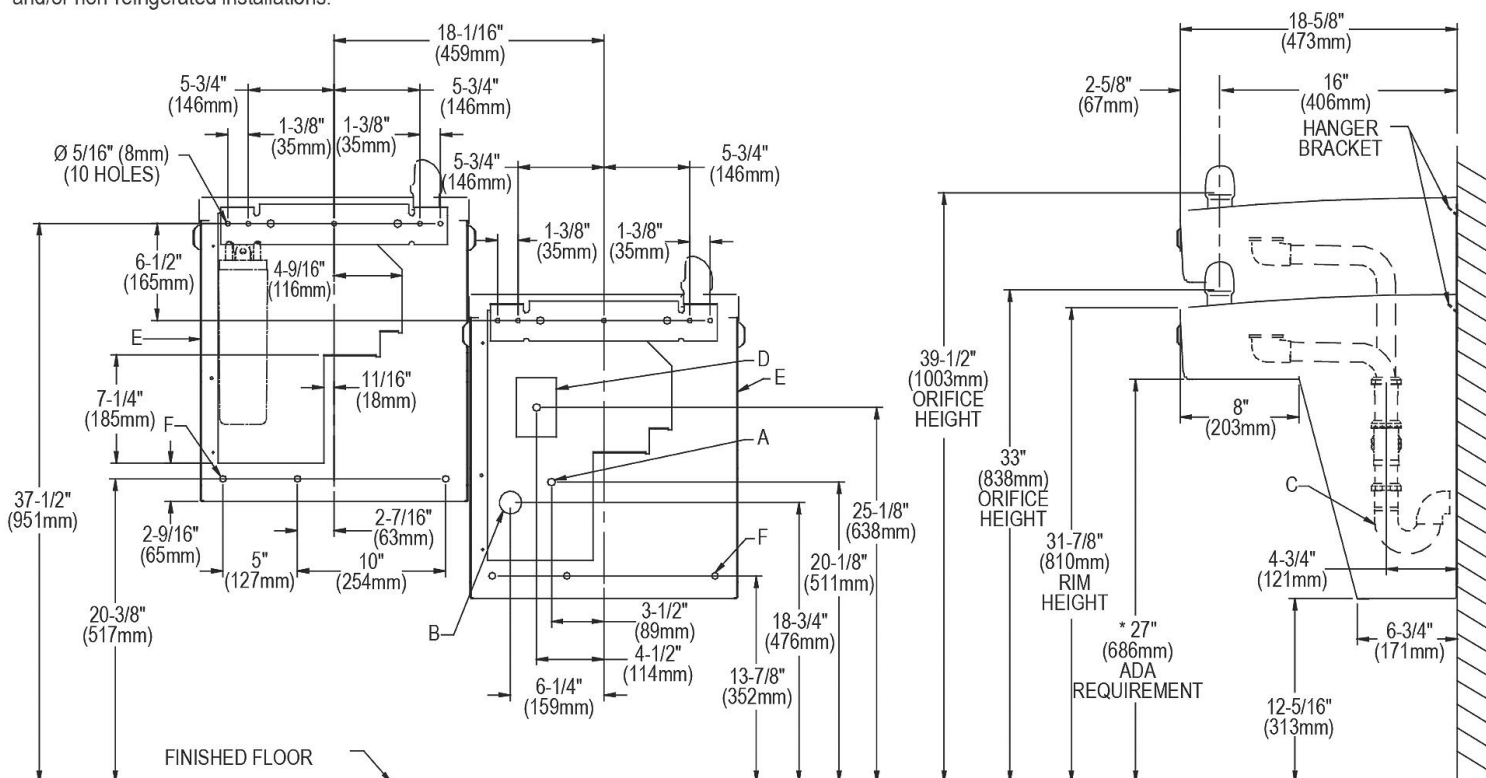 and/or non-refrigerated installations.
18-1/16"
(459mm)
5-3/4"
(146mm)
5-3/4"
(146mm)
1-3/8"
(35mm)
1-3/8"
(35mm)
Ø 5/16" (8mm)
(10 HOLES)
5-3/4"
(146mm)
5-3/4"
(146mm)
1-3/8"
(35mm)
1-3/8"
(35mm)
6-1/2"
(165mm)
4-9/16"
(116mm)
E
D
E
11/16"
(18mm)
7-1/4"
(185mm)
F
A
37-1/2"
(951mm)
2-9/16"
(65mm)
2-7/16"
(63mm)
5"
(127mm)
10"
(254mm)
25-1/8"
(638mm)
F
20-1/8"
(511mm)
20-3/8"
(517mm)
B
3-1/2"
(89mm)
18-3/4"
(476mm)
4-1/2"
(114mm)
6-1/4"
(159mm)
13-7/8"
(352mm)
FINISHED FLOOR
18-5/8"
(473mm)
2-5/8"
(67mm)
16"
(406mm)
HANGER
BRACKET
39-1/2"
(1003mm)
ORIFICE
HEIGHT
8"
(203mm)
33"
(838mm)
ORIFICE
HEIGHT
C
31-7/8"
(810mm)
RIM
HEIGHT
4-3/4"
(121mm)
* 27"
(686mm)
ADA
REQUIREMENT
6-3/4"
(171mm)
12-5/16"
(313mm)